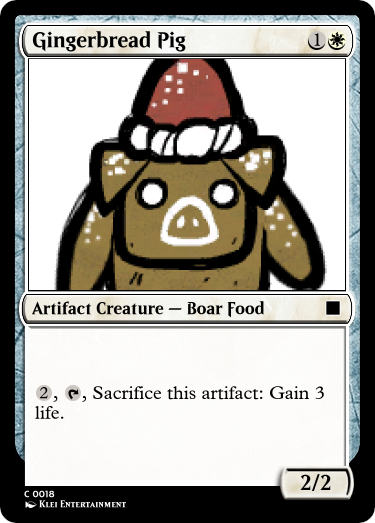 Gingerbread Pig 1
Artifact Creature — Boar Food
2, , Sacrifice this artifact: Gain 3
life.
2/2
C 0018
Klei Entertainment